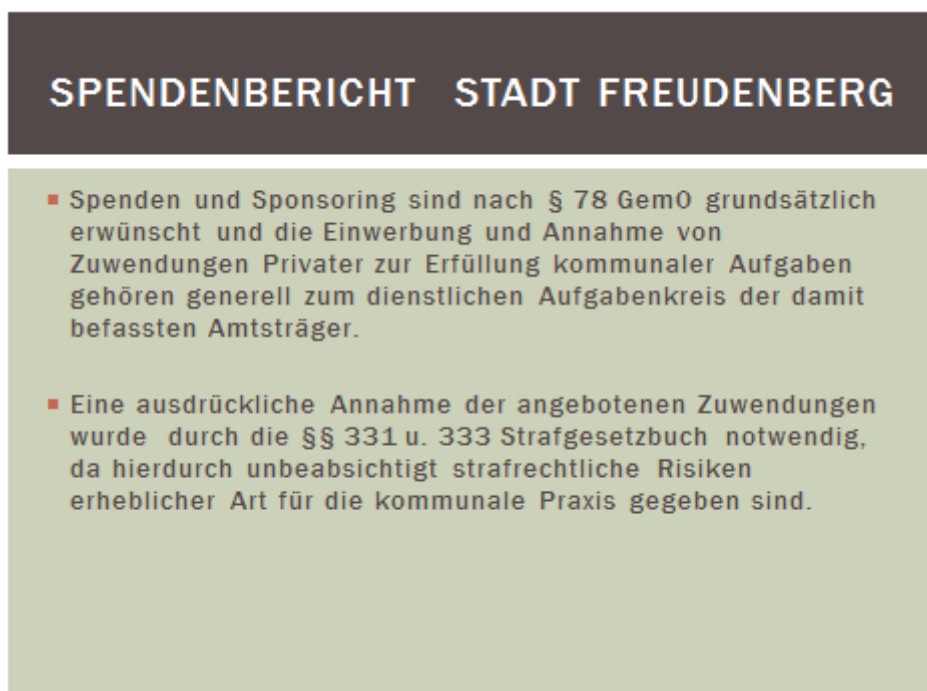 SPENDENBERICHT STADT FREUDENBERG
Spenden und Sponsoring sind nach § 78 GemO grundsätzlich
erwünscht und die Einwerbung und Annahme von
Zuwendungen Privater zur Erfüllung kommunaler Aufgaben
gehören generell zum dienstlichen Aufgabenkreis der damit
befassten Amtsträger.
Eine ausdrückliche Annahme der angebotenen Zuwendungen
wurde durch die §§ 331 u. 333 Strafgesetzbuch notwendig,
da hierdurch unbeabsichtigt strafrechtliche Risiken
erheblicher Art für die kommunale Praxis gegeben sind.